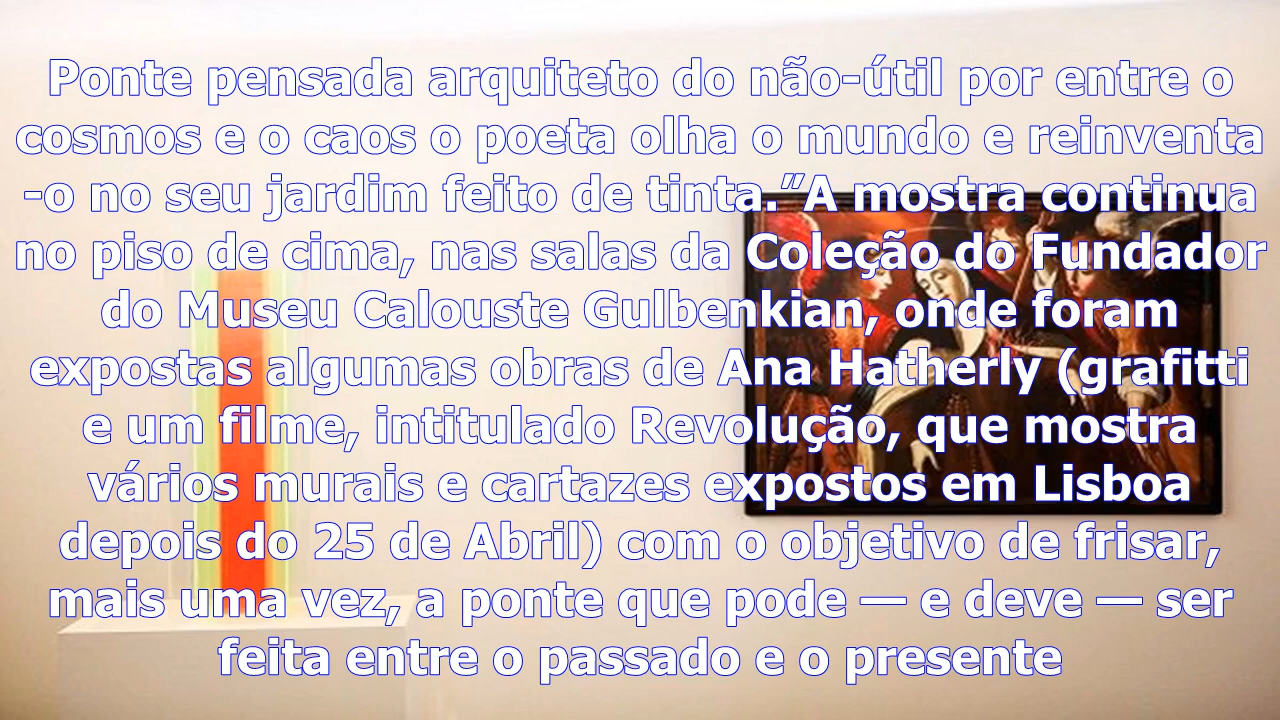 Ponte pensada arquiteto do não-útil por entre o
cosmos e o caos o poeta olha o mundo e reinventa
-o no seu jardim feito de tinta.”A mostra continua
no piso de cima, nas salas da Coleção do Fundador
do Museu Calouste Gulbenkian, onde foram
expostas algumas obras de Ana Hatherly (grafitti
e um filme, intitulado Revolução, que mostra
vários murais e cartazes expostos em Lisboa
depois do 25 de Abril) com o objetivo de frisar,
mais uma vez, a ponte que pode — e deve — ser
feita entre o passado e o presente